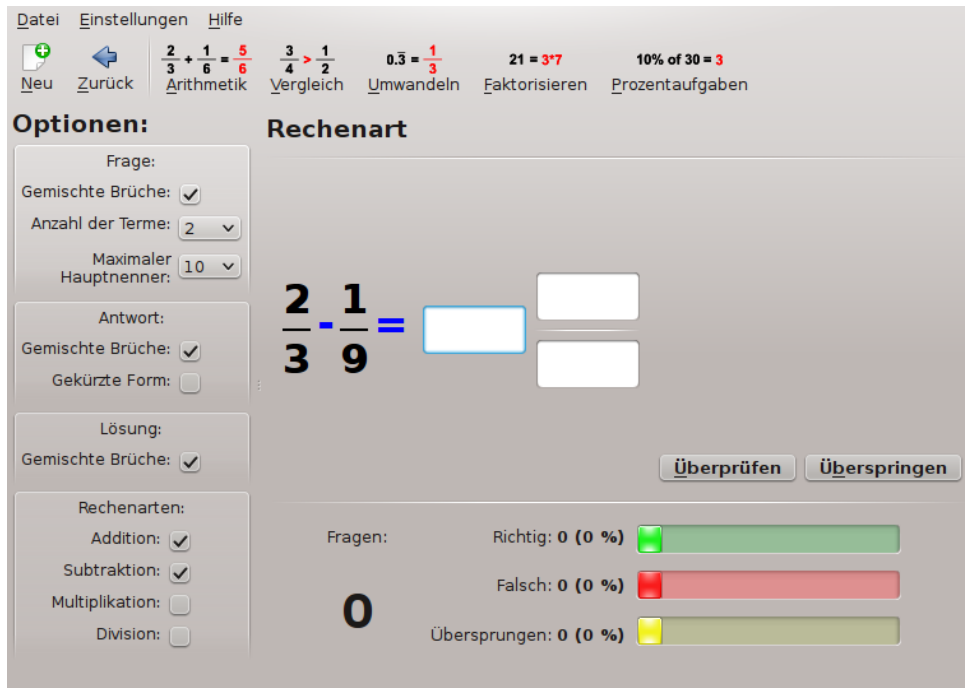 Datei Einstellungen Hilfe
2/3 + 1/6 = 5/6 3/4 > 1/2 0.3̅ = 1/3 21 = 3*7 10% of 30 = 3
Neu Zurück Arithmetik Vergleich Umwandeln Faktorisieren Prozentaufgaben
Optionen:
Frage:
Gemischte Brüche:
Anzahl der Terme: 2
Maximaler
Hauptnenner: 10
Antwort:
Gemischte Brüche:
Gekürzte Form:
Lösung:
Gemischte Brüche:
Rechenarten:
Addition:
Subtraktion:
Multiplikation:
Division:
Rechenart
2/3 - 1/9 =
Überprüfen Überspringen
Fragen:
0
Richtig: 0 (0 %)
Falsch: 0 (0 %)
Übersprungen: 0 (0 %)